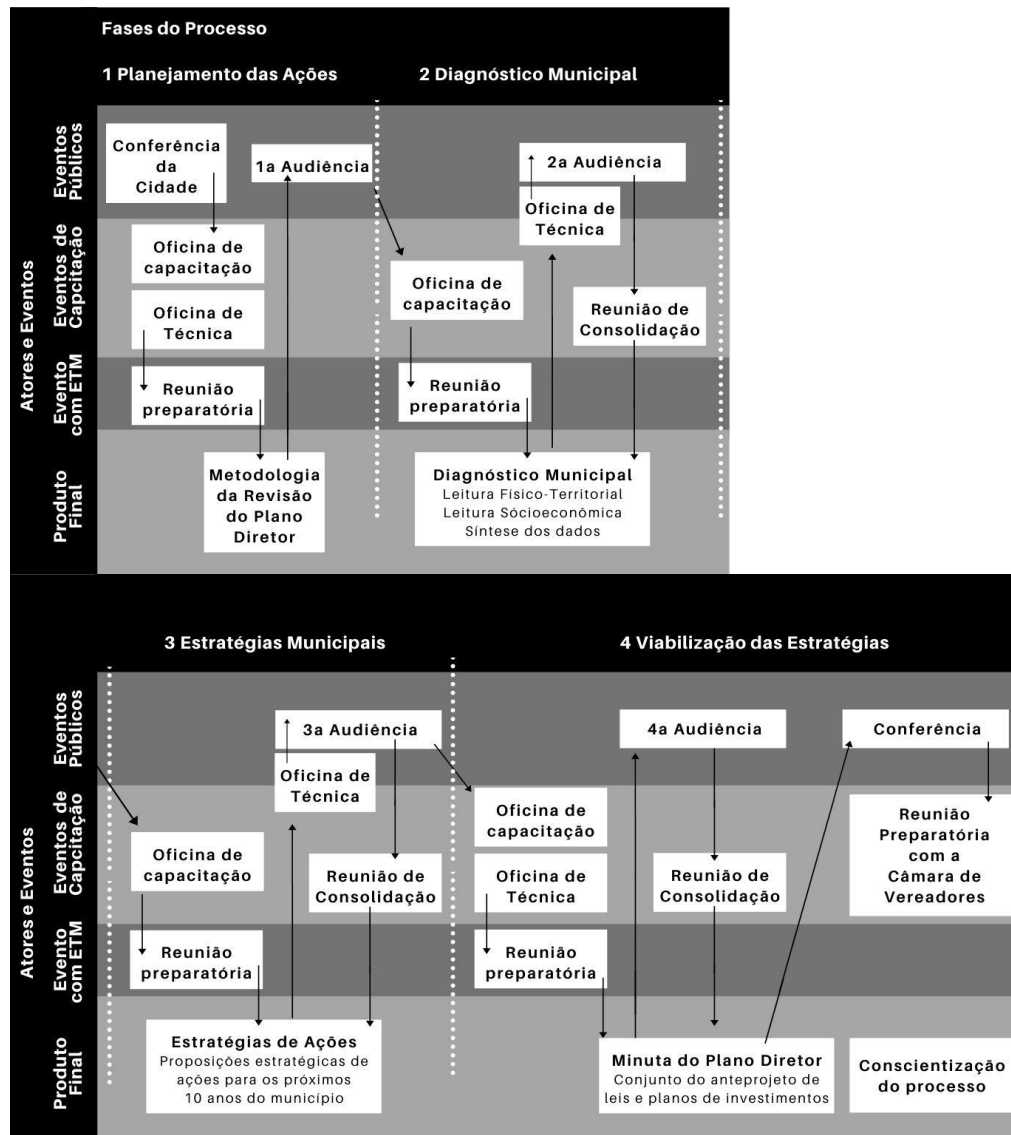 Fases do Processo
1 Planejamento das Ações
2 Diagnóstico Municipal
Atores e Eventos
Eventos
Públicos
Conferência
da
Cidade
1a Audiência
2a Audiência
Oficina de
Técnica
Eventos de
Capcitação
Oficina de
capacitação
Oficina de
Técnica
Oficina de
capacitação
Reunião de
Consolidação
Evento
com ETM
Reunião
preparatória
Reunião
preparatória
Produto
Final
Metodologia
da Revisão
do Plano
Diretor
Diagnóstico Municipal
Leitura Físico-Territorial
Leitura Sócioeconômica
Síntese dos dados
3 Estratégias Municipais
4 Viabilização das Estratégias
Atores e Eventos
Eventos
Públicos
3a Audiência
Oficina de
Técnica
4a Audiência
Conferência
Eventos de
Capcitação
Oficina de
capacitação
Reunião de
Consolidação
Oficina de
capacitação
Oficina de
Técnica
Reunião de
Consolidação
Reunião
Preparatória
com a
Câmara de
Vereadores
Evento
com ETM
Reunião
preparatória
Reunião
preparatória
Produto
Final
Estratégias de Ações
Proposições estratégicas de
ações para os próximos
10 anos do município
Minuta do Plano Diretor
Conjunto do anteprojeto de
leis e planos de investimentos
Conscientização
do processo